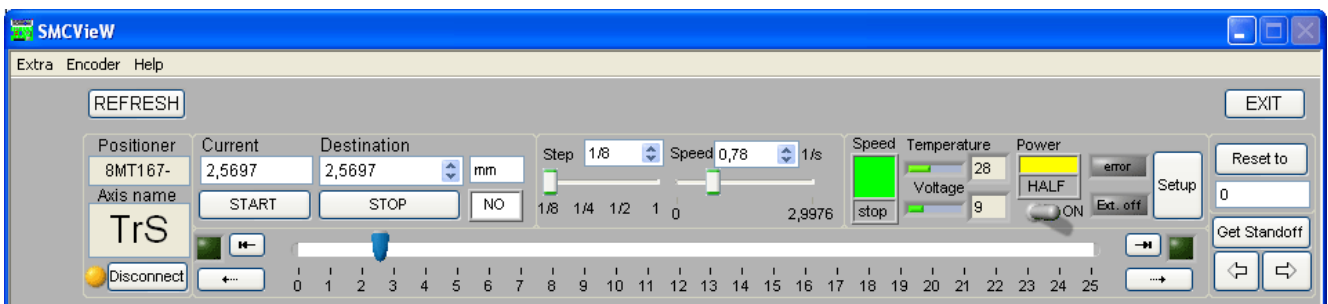 SMCVieW
Extra Encoder Help
REFRESH
EXIT
Positioner
8MT167-
Axis name
TrS
Disconnect
Current
2,5697
START
Destination
2,5697
mm
STOP
NO
Step 1/8
1/8 1/4 1/2 1
Speed 0,78 1/s
0 2,9976
Speed
stop
Temperature
28
Voltage
9
Power
HALF
ON
error
Ext. off
Setup
Reset to
0
Get Standoff
0 1 2 3 4 5 6 7 8 9 10 11 12 13 14 15 16 17 18 19 20 21 22 23 24 25